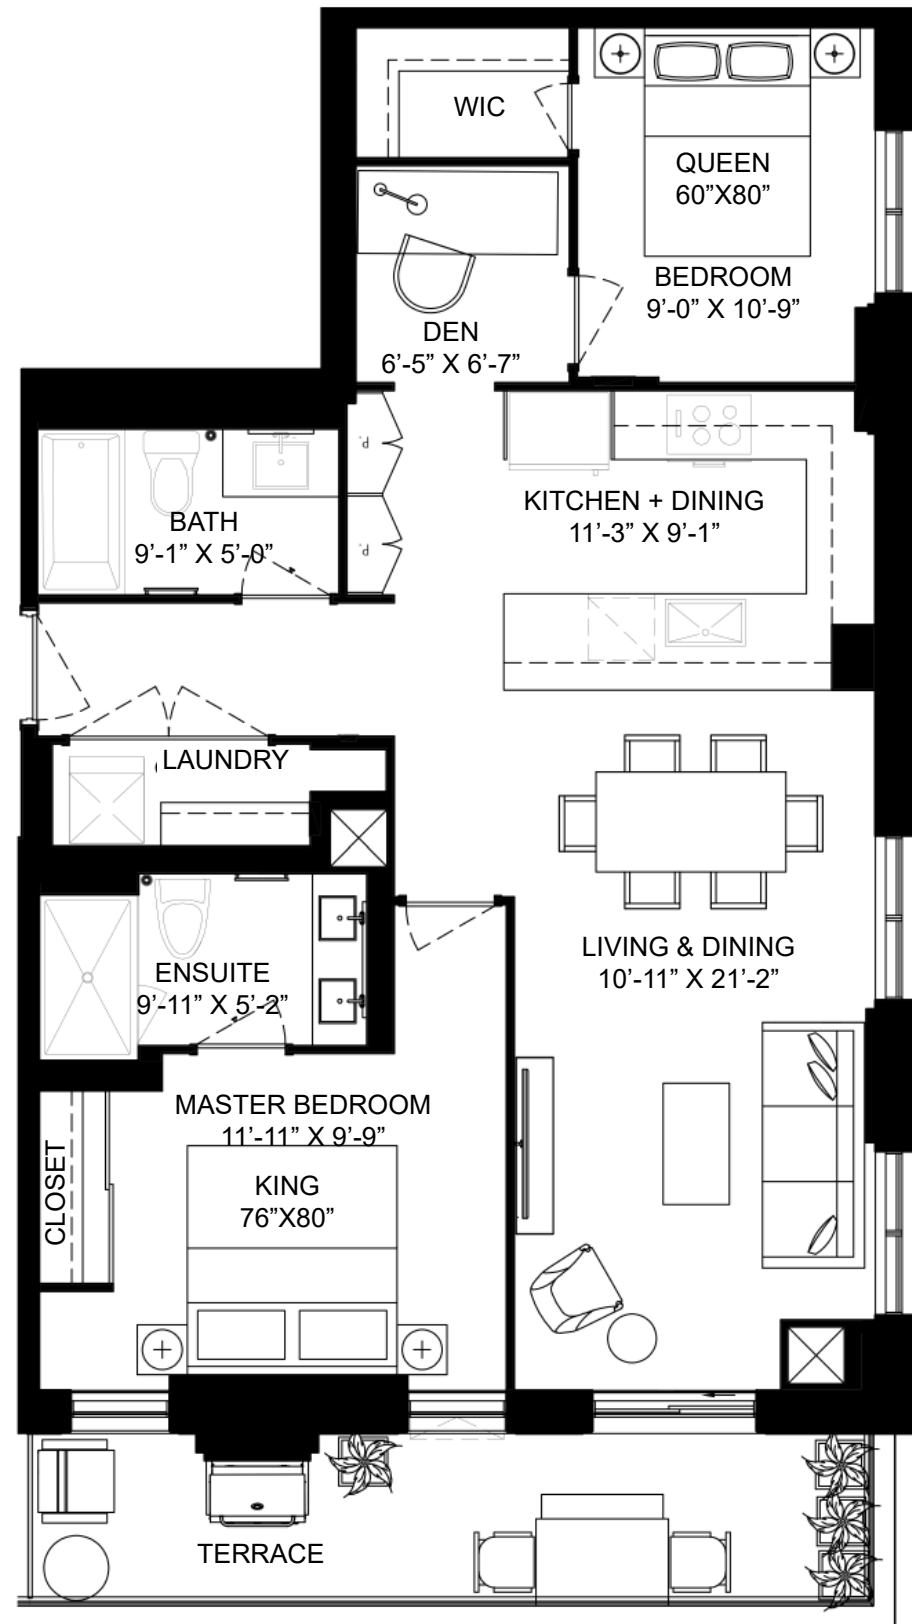 WIC
QUEEN
60”X80”
BEDROOM
9’-0” X 10’-9”
DEN
6’-5” X 6’-7”
P.
KITCHEN + DINING
11’-3” X 9’-1”
BATH
9’-1” X 5’-0”
P.
LAUNDRY
LIVING & DINING
10’-11” X 21’-2”
ENSUITE
9’-11” X 5’-2”
MASTER BEDROOM
11’-11” X 9’-9”
CLOSET
KING
76”X80”
TERRACE